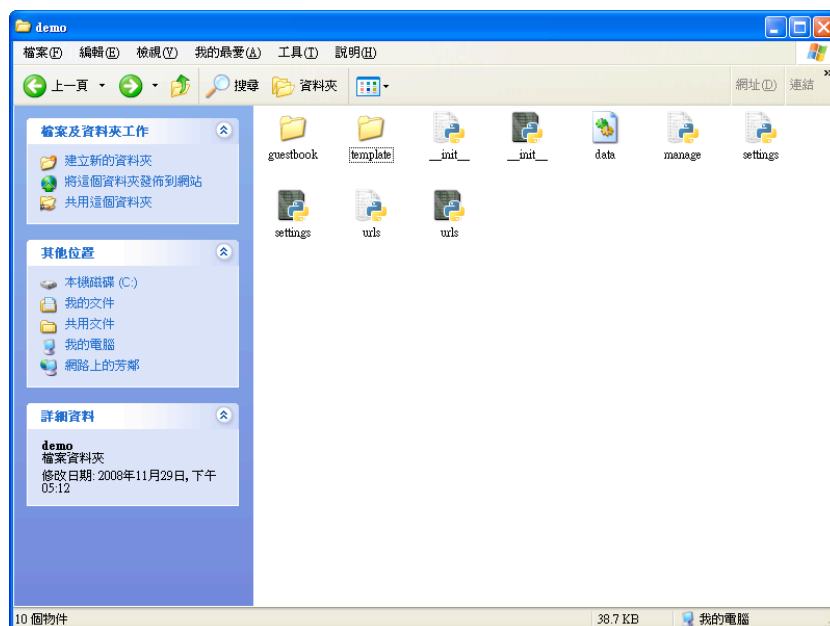 demo
檔案(F) 編輯(E) 檢視(V) 我的最愛(A) 工具(T) 說明(H)
上一頁 搜尋 資料夾 網址(D) 連結 »
檔案及資料夾工作
建立新的資料夾
將這個資料夾發佈到網站
共用這個資料夾
其他位置
本機磁碟 (C:)
我的文件
共用文件
我的電腦
網路上的芳鄰
詳細資料
demo
檔案資料夾
修改日期: 2008年11月29日, 下午
05:12
guestbook template __init__ __init__ data manage settings
settings urls urls
10 個物件 38.7 KB 我的電腦